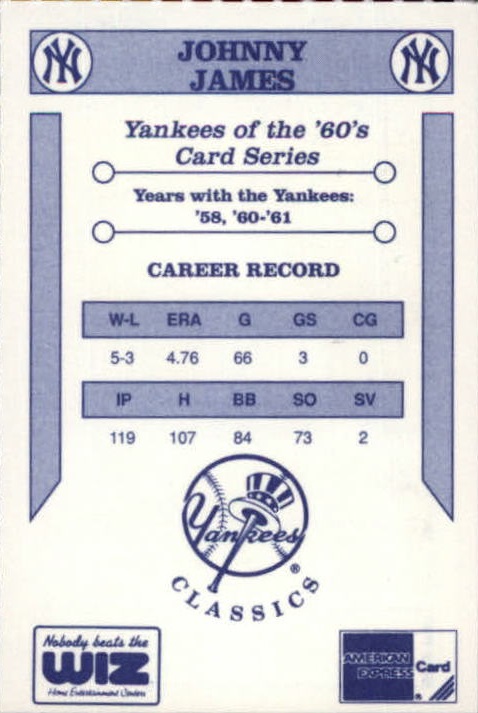 JOHNNY
JAMES
Yankees of the '60's
Card Series
Years with the Yankees:
'58, '60-'61
CAREER RECORD
W-L ERA G GS CG
5-3 4.76 66 3 0
IP H BB SO SV
119 107 84 73 2
Yankees
®
CLASSICS
Nobody beats the
WIZ
Home Entertainment Centers
AMERICAN
EXPRESS
®
Card